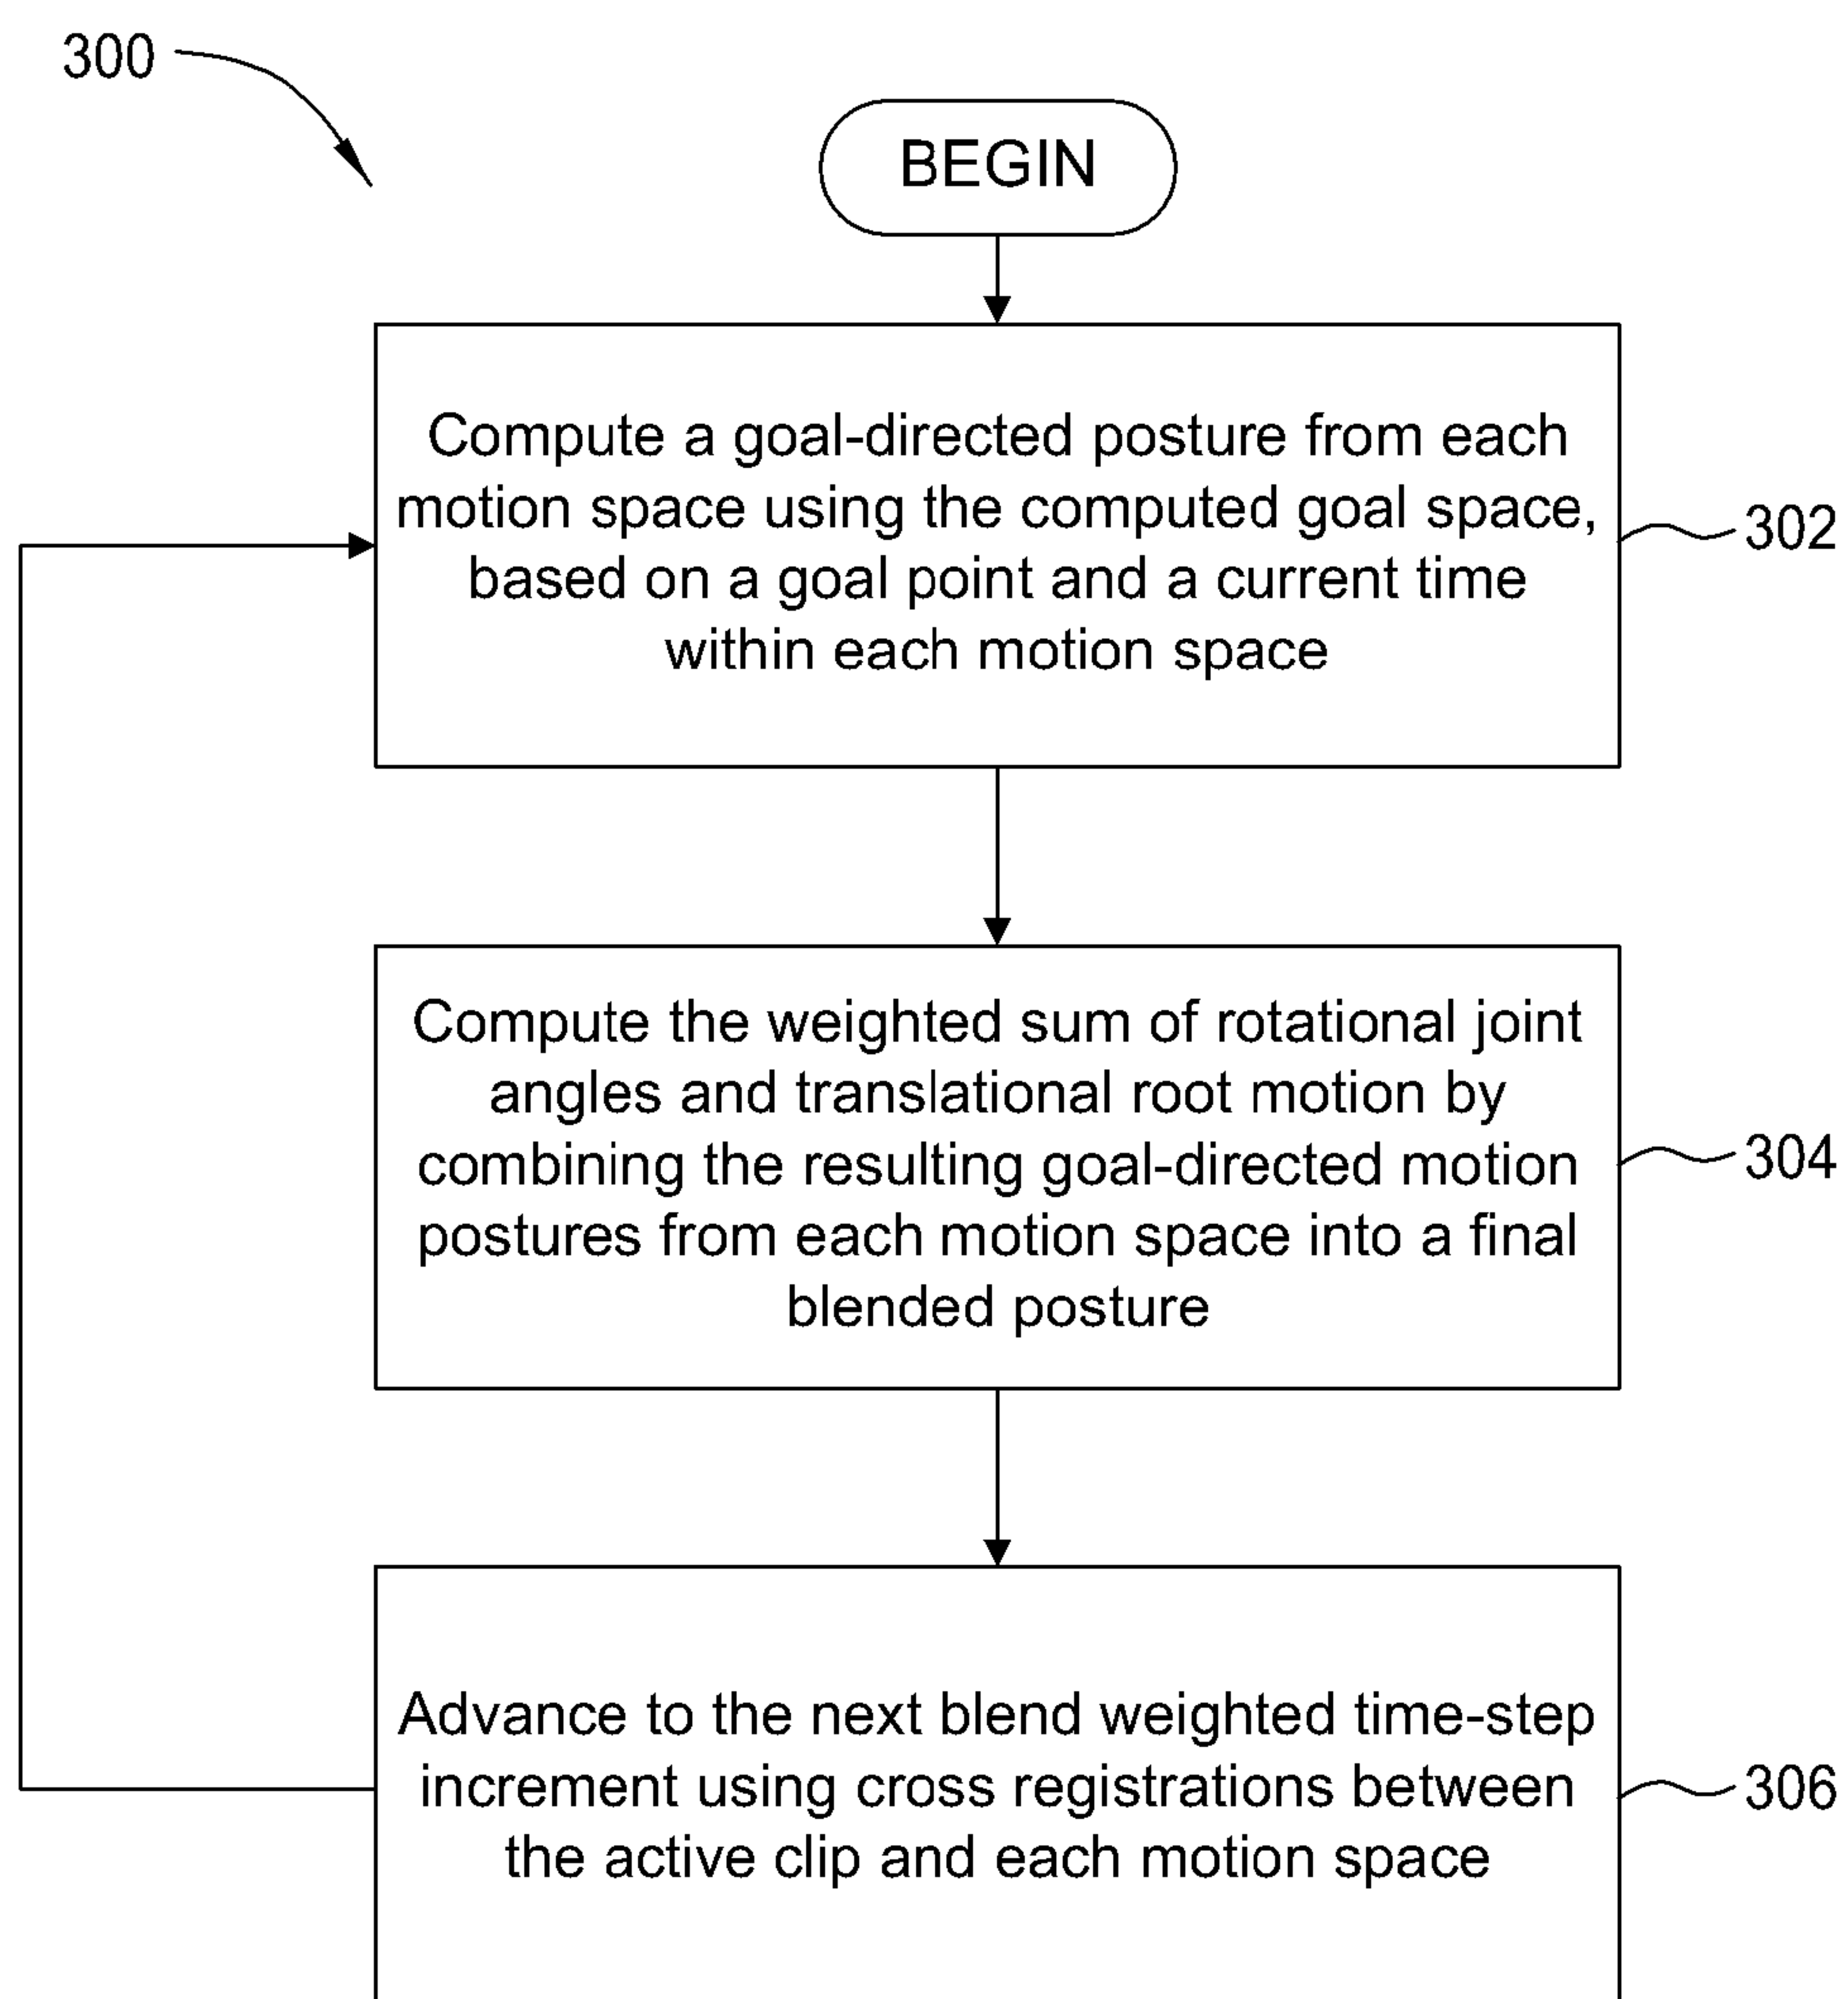 300
BEGIN
Compute a goal-directed posture from each
motion space using the computed goal space,
based on a goal point and a current time
within each motion space
302
Compute the weighted sum of rotational joint
angles and translational root motion by
combining the resulting goal-directed motion
postures from each motion space into a final
blended posture
304
Advance to the next blend weighted time-step
increment using cross registrations between
the active clip and each motion space
306